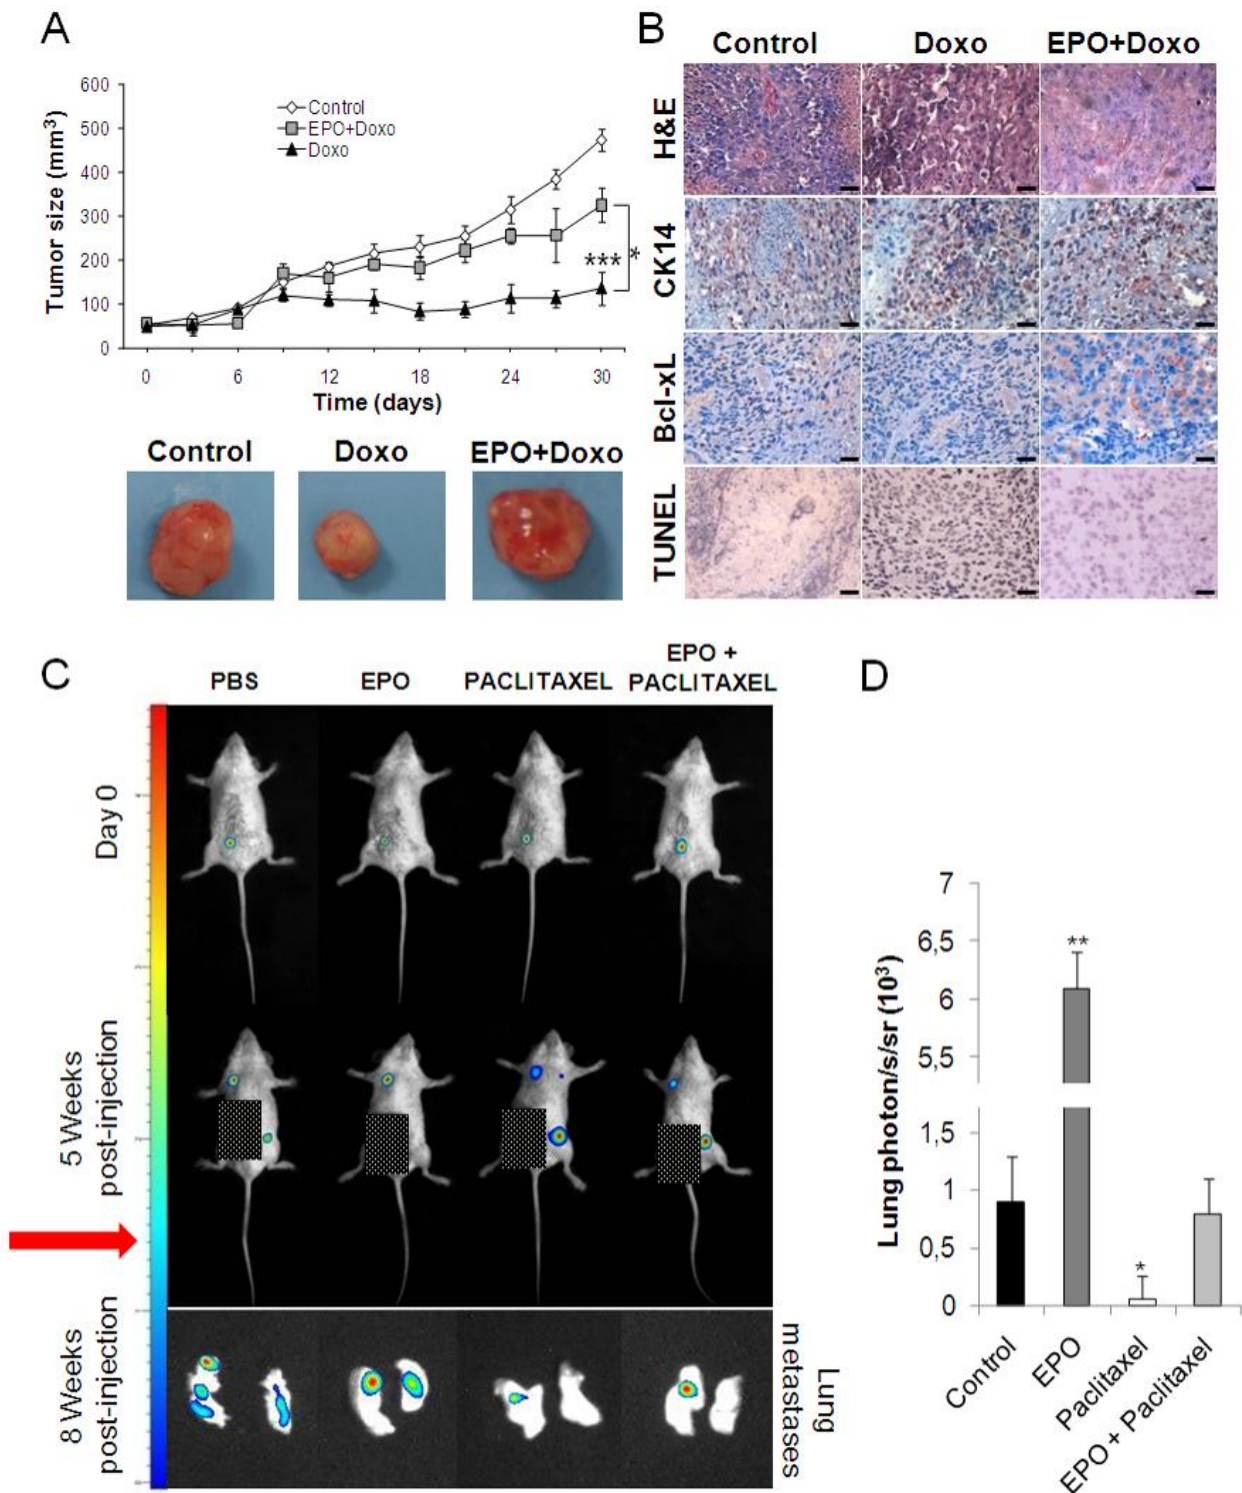 A
600
500
400
300
200
100
0
Tumor size (mm³)
Control
EPO+Doxo
Doxo
***
*
0
6
12
18
24
30
Time (days)
Control
Doxo
EPO+Doxo
B
Control
Doxo
EPO+Doxo
H&E
CK14
Bcl-xL
TUNEL
C
PBS
EPO
PACLITAXEL
EPO +
PACLITAXEL
Day 0
5 Weeks
post-injection
8 Weeks
post-injection
Lung
metastases
D
7
6,5
6
5,5
1,5
1
0,5
0
Lung photon/s/sr (10³)
**
*
Control
EPO
Paclitaxel
EPO + Paclitaxel